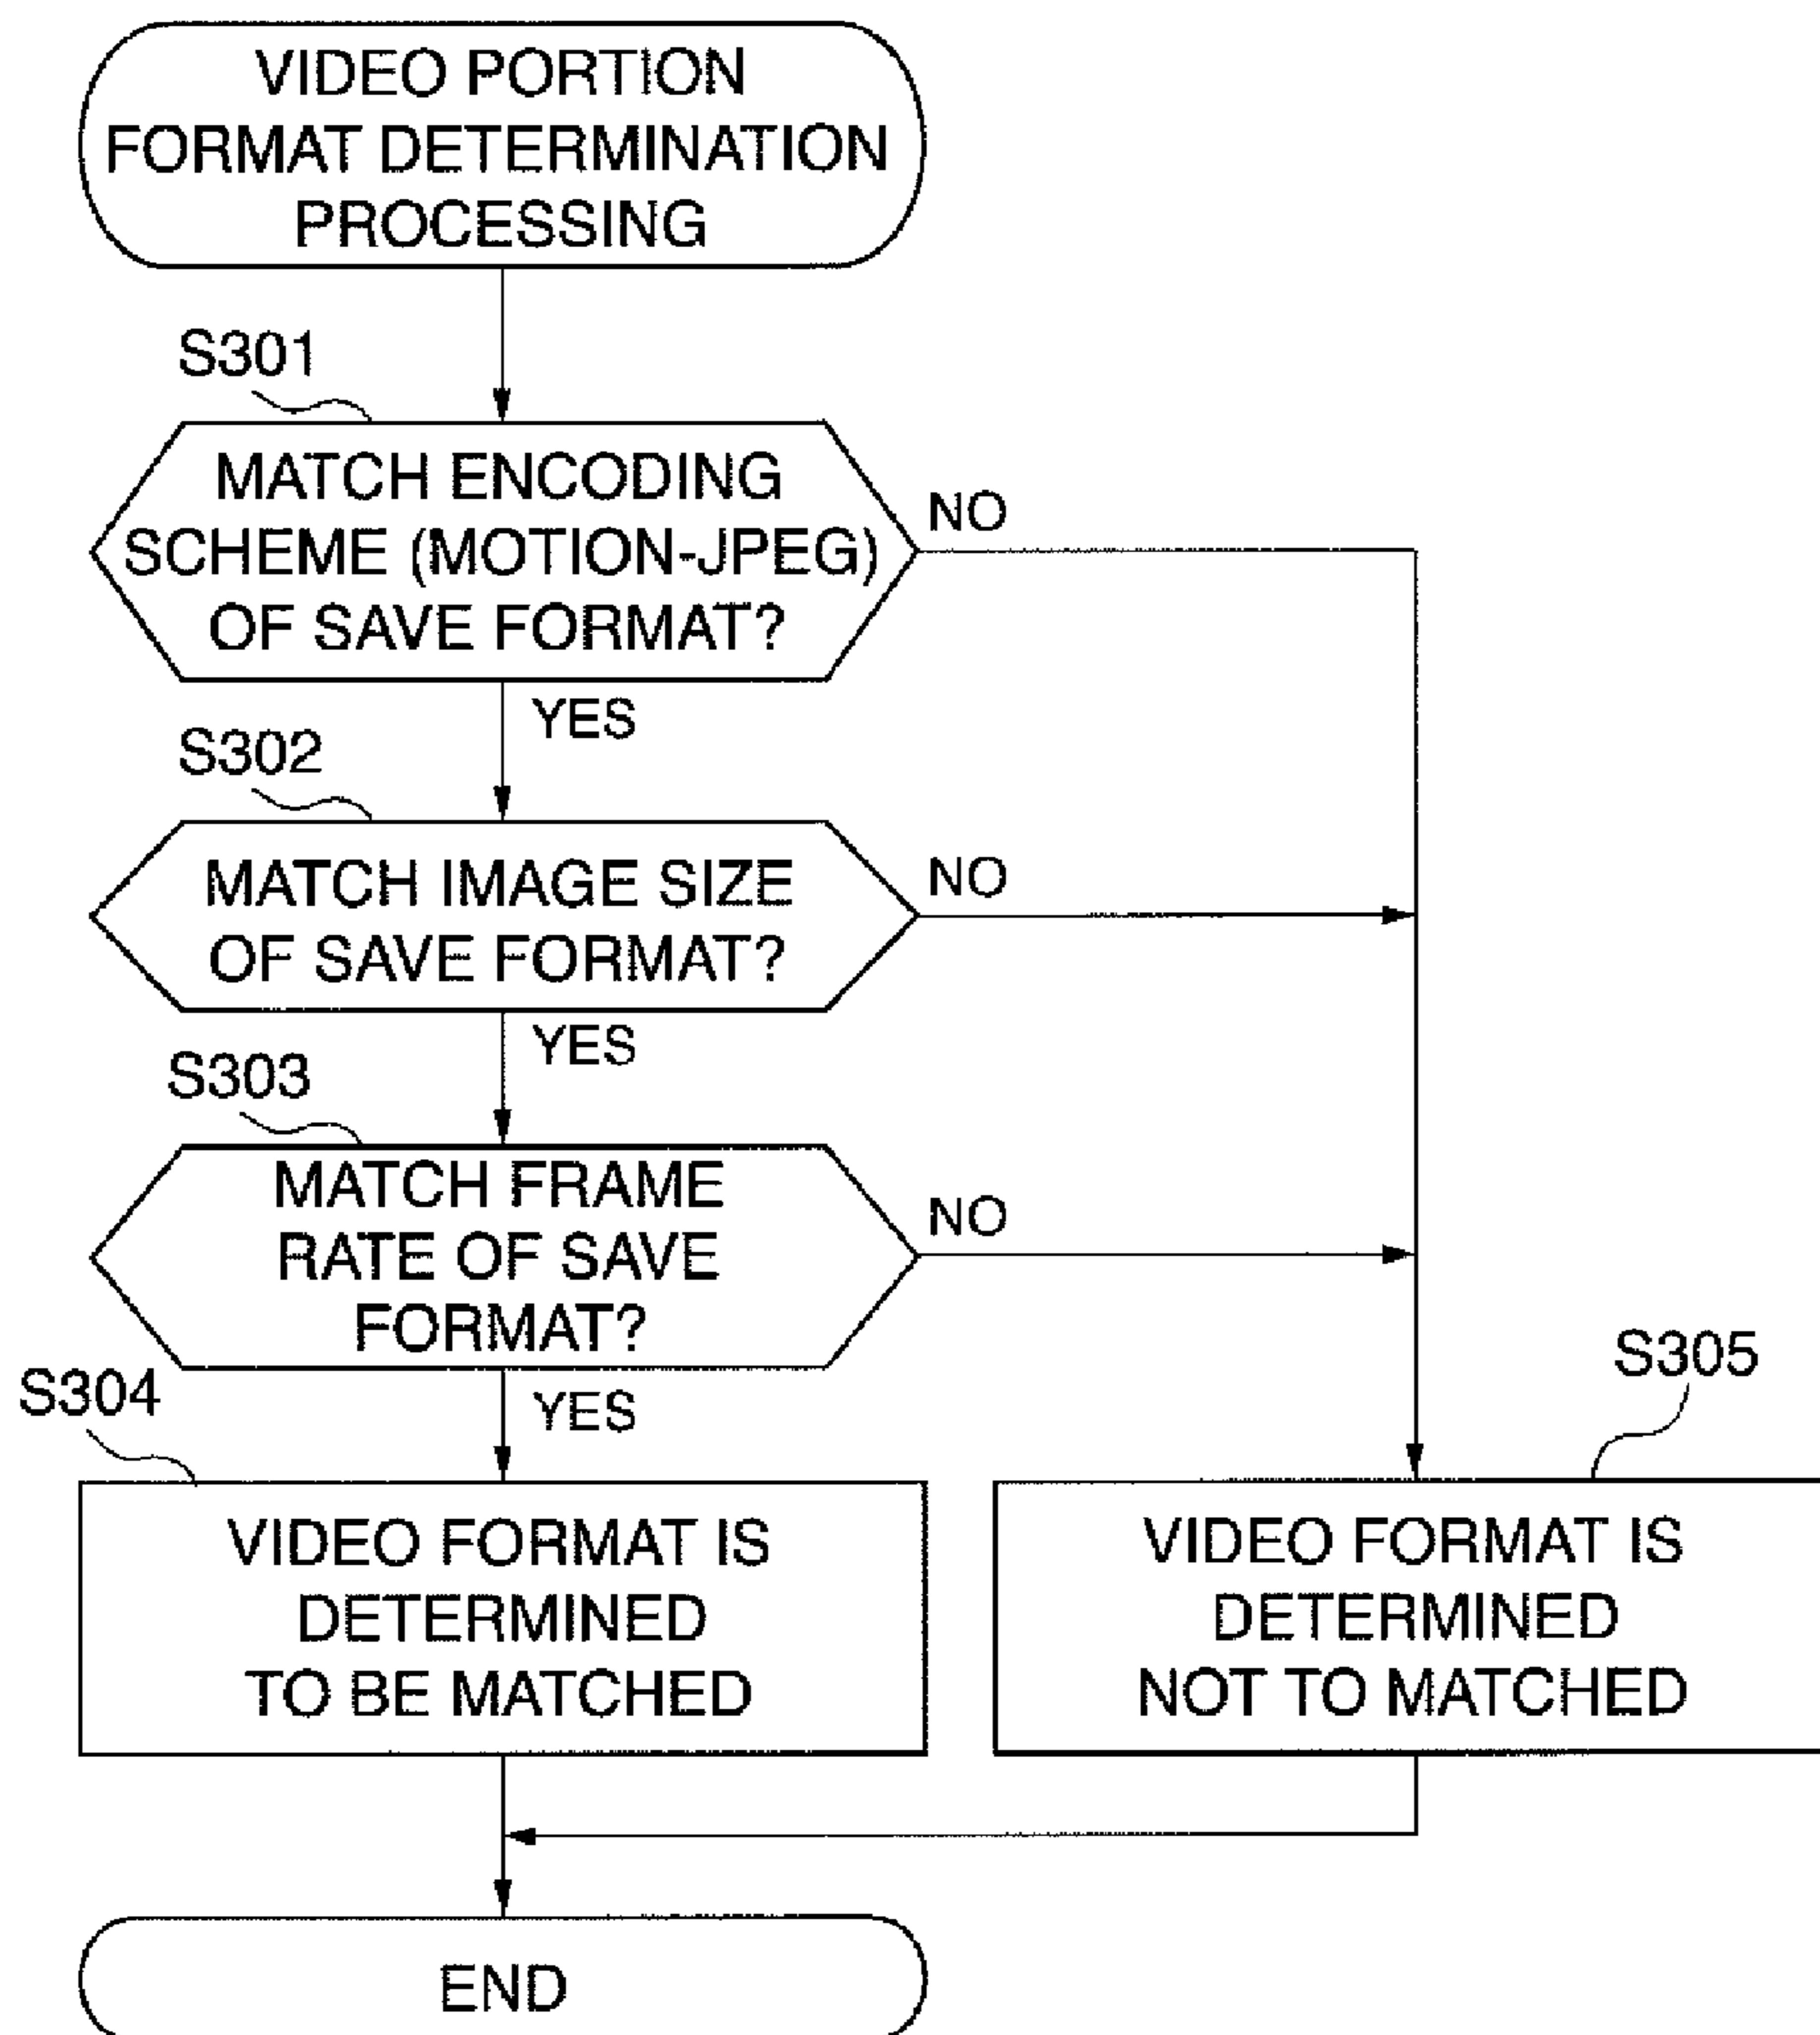 VIDEO PORTION
FORMAT DETERMINATION
PROCESSING
S301
MATCH ENCODING
SCHEME (MOTION-JPEG)
OF SAVE FORMAT?
NO
YES
S302
MATCH IMAGE SIZE
OF SAVE FORMAT?
NO
YES
S303
MATCH FRAME
RATE OF SAVE
FORMAT?
NO
YES
S304
VIDEO FORMAT IS
DETERMINED
TO BE MATCHED
S305
VIDEO FORMAT IS
DETERMINED
NOT TO MATCHED
END